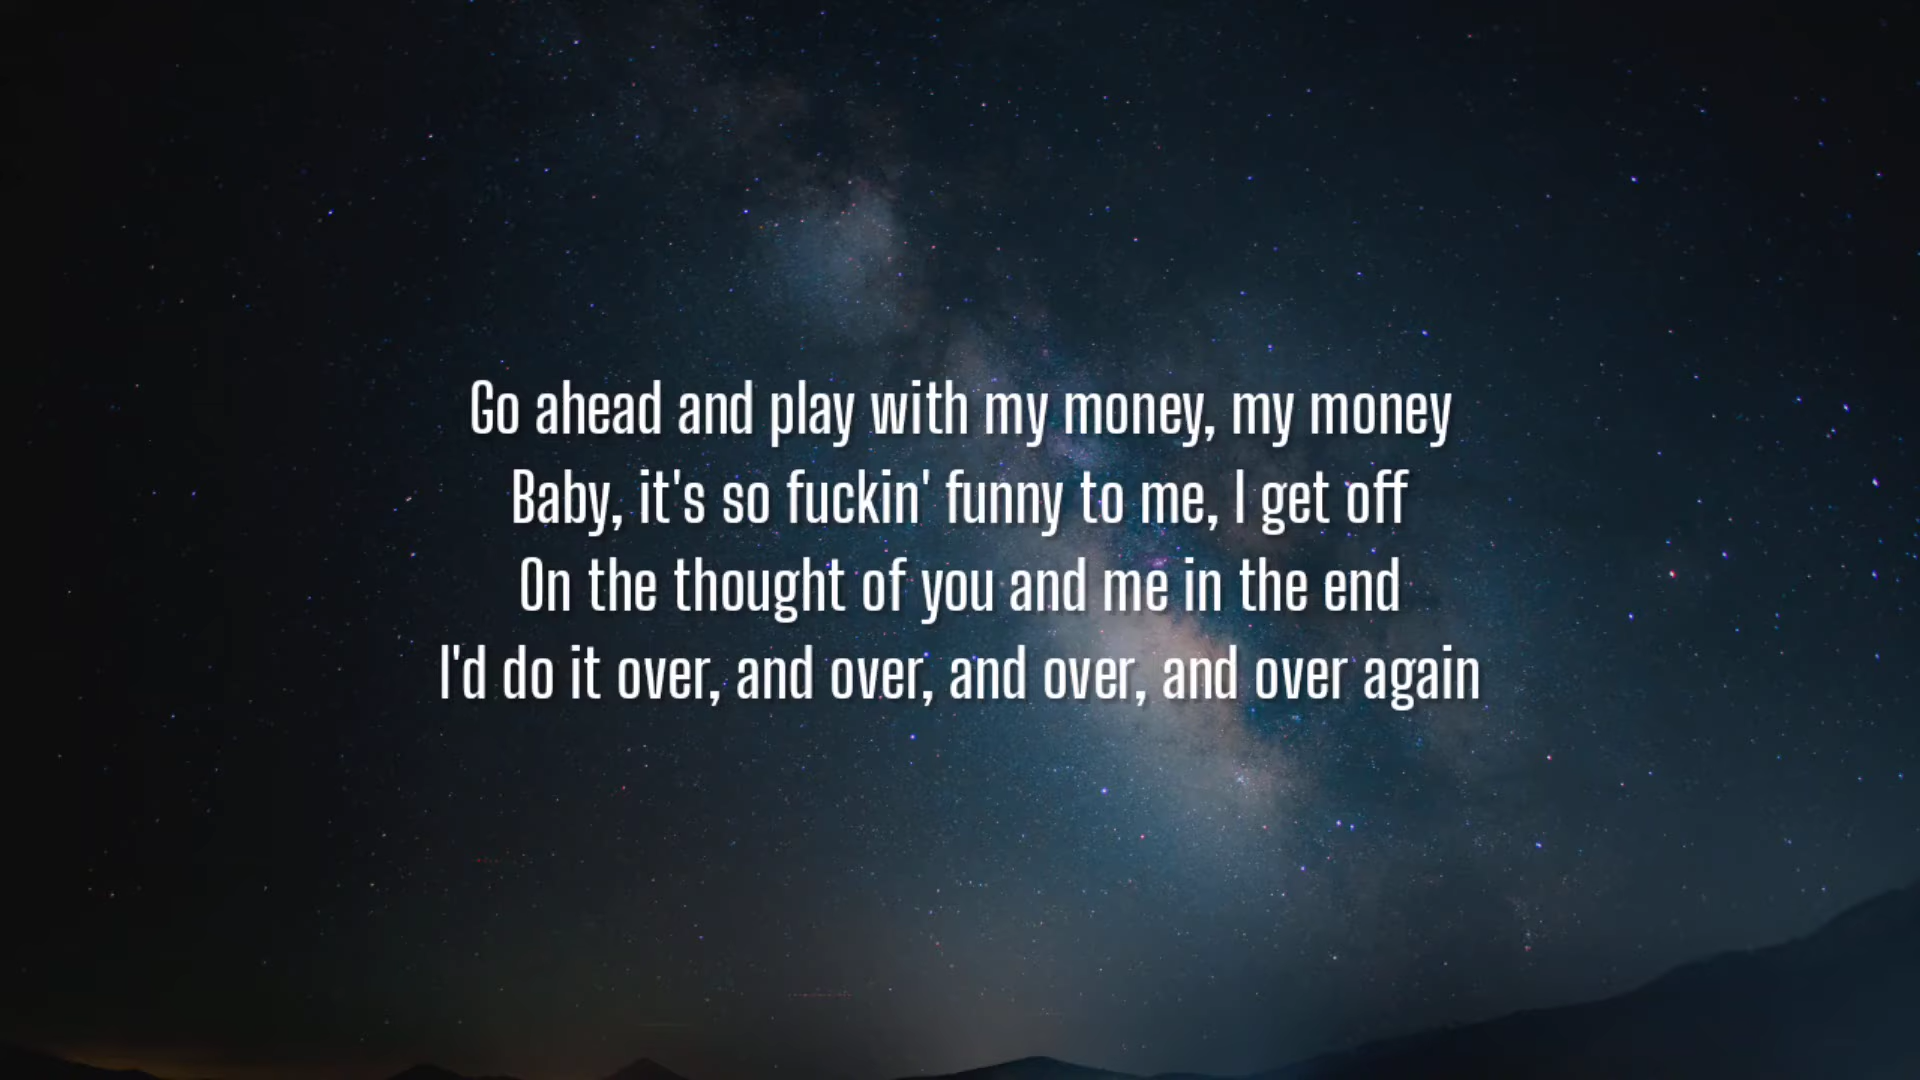 Go ahead and play with my money, my money
Baby, it's so fuckin' funny to me, I get off
On the thought of you and me in the end
I'd do it over, and over, and over, and over again